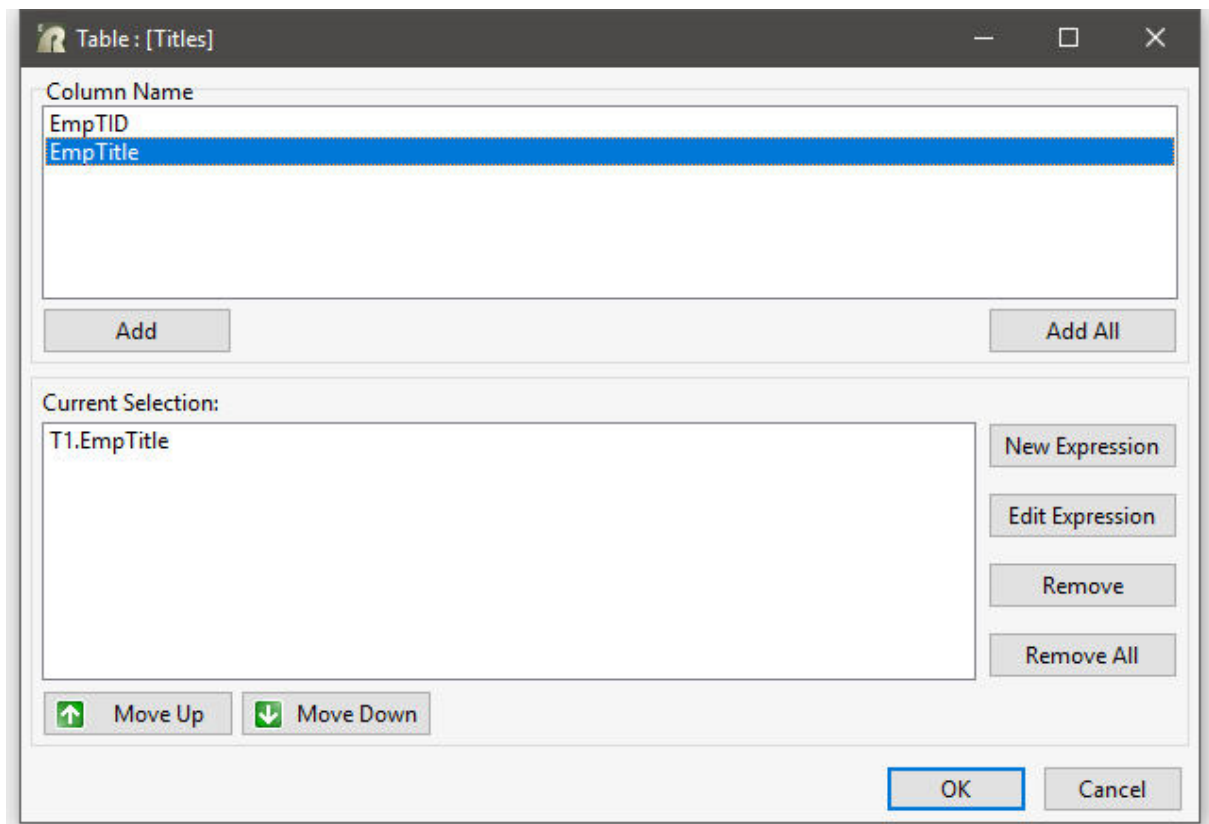 Table : [Titles]
Column Name
EmpTID
EmpTitle
Add
Add All
Current Selection:
T1.EmpTitle
New Expression
Edit Expression
Remove
Remove All
Move Up
Move Down
OK
Cancel